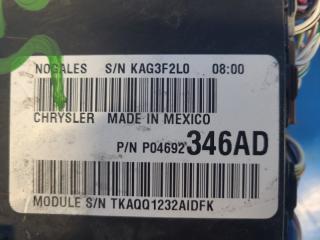 NOGALES S/N KAG3F2L0 08:00
CHRYSLER MADE IN MEXICO
P/N P04692346AD
MODULE S/N TKAQQ1232AIDFK